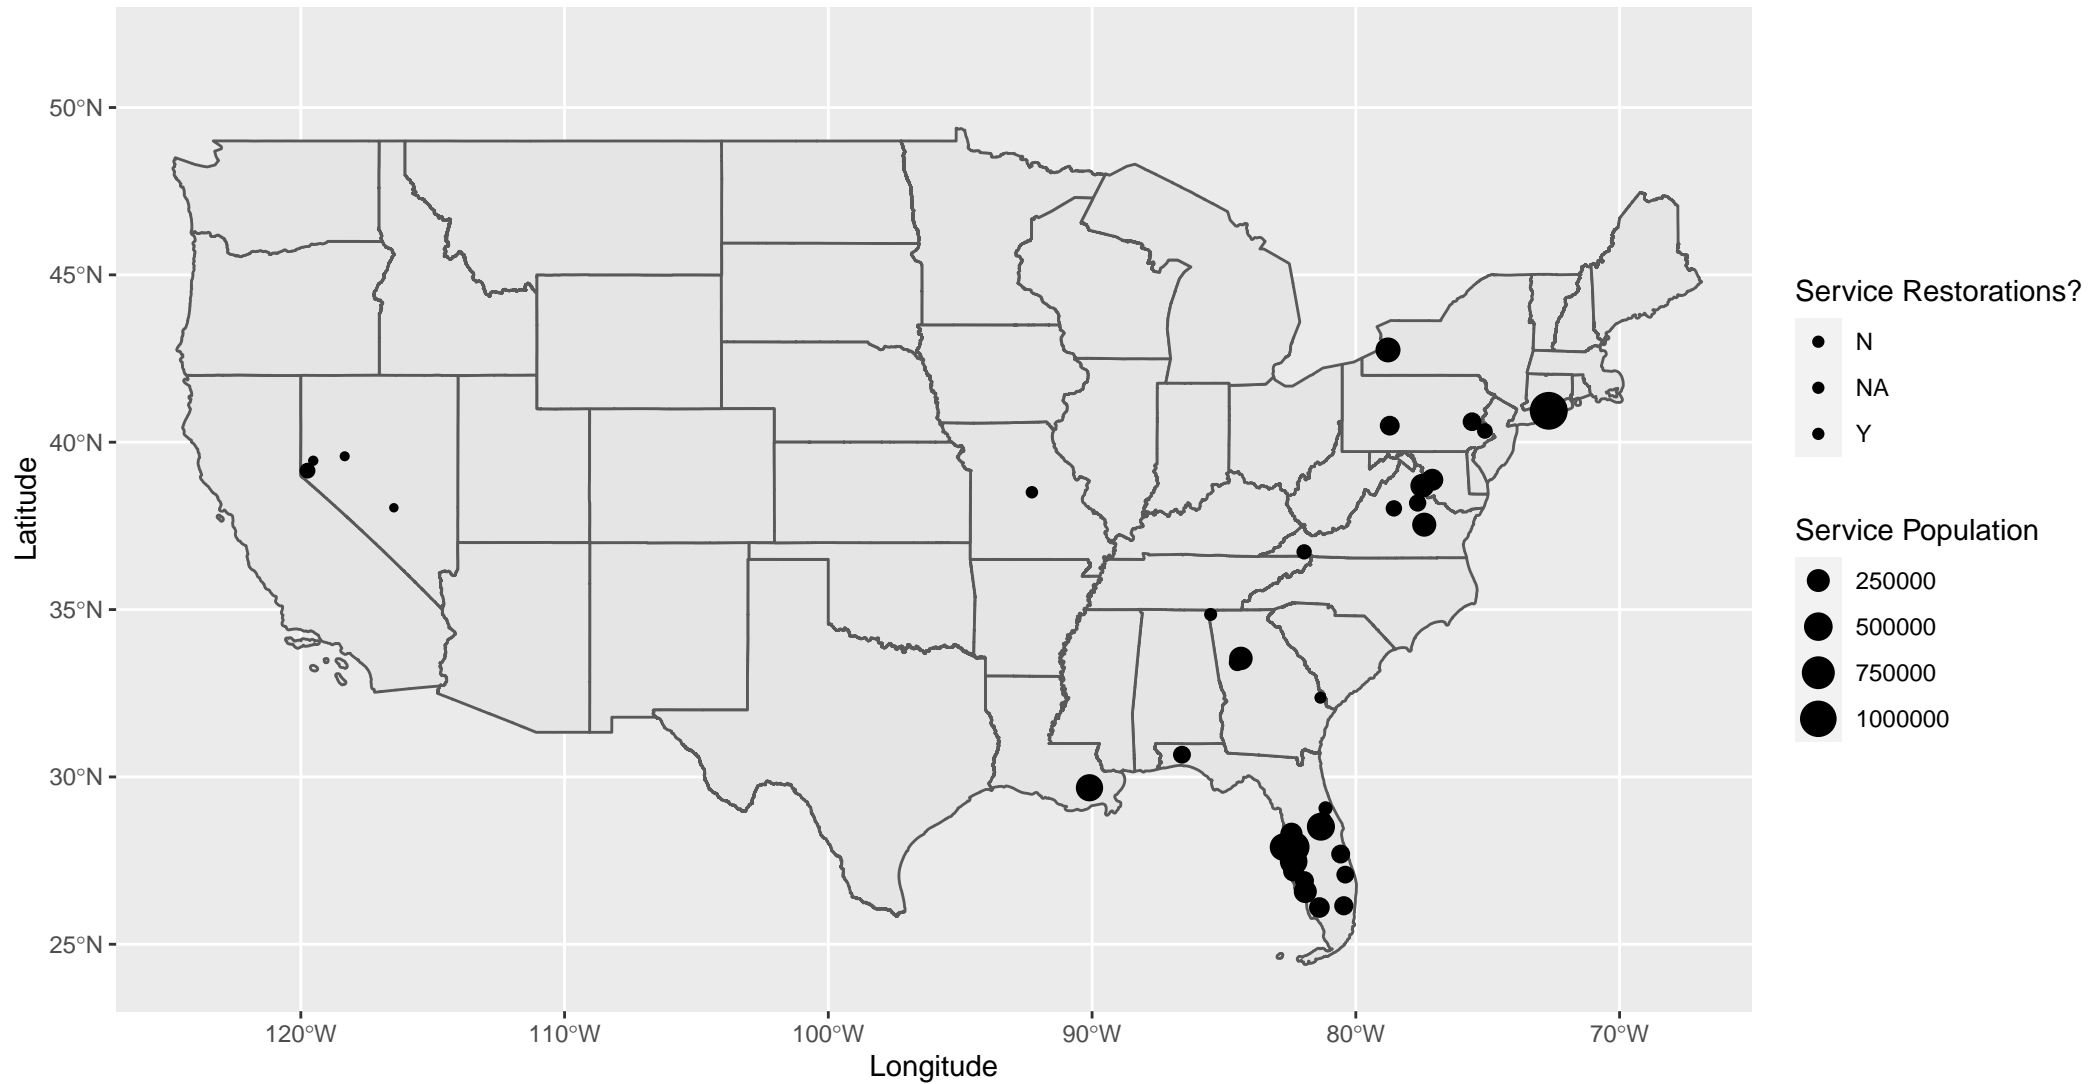 50°N
45°N
40°N
35°N
30°N
25°N
Latitude
120°W
110°W
100°W
90°W
80°W
70°W
Longitude
Service Restorations?
N
NA
Y
Service Population
250000
500000
750000
1000000